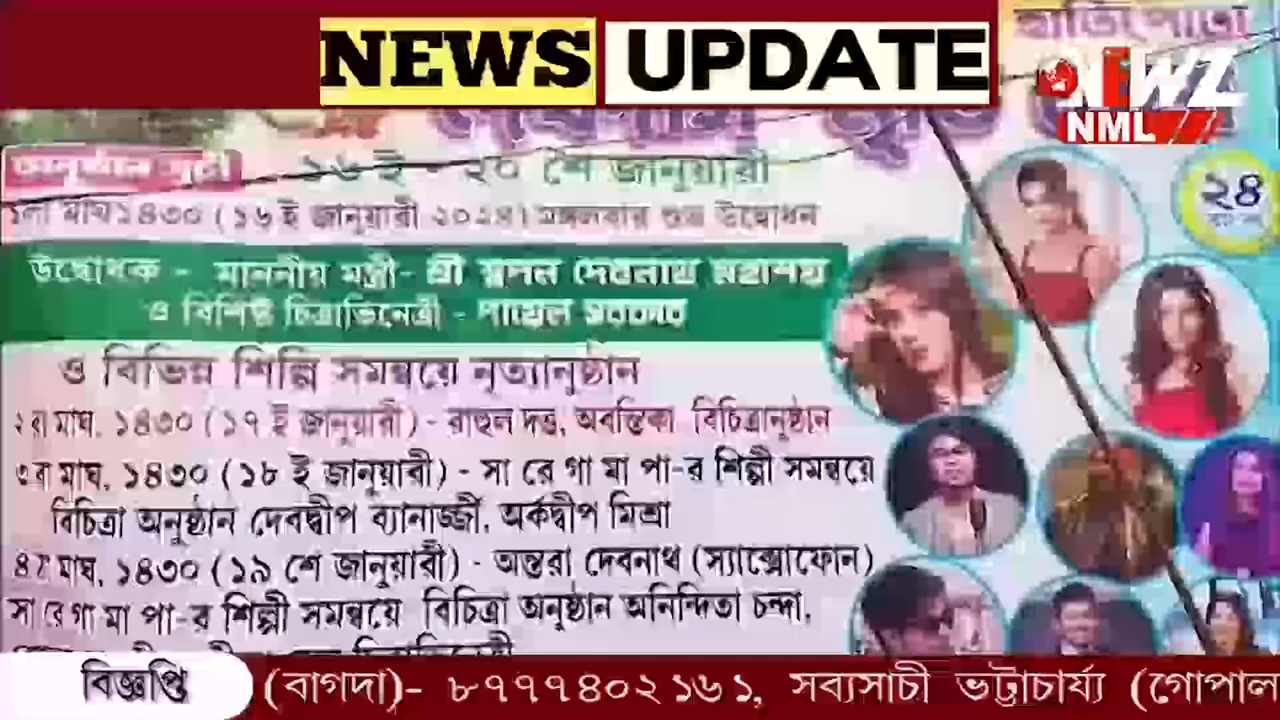 NEWS UPDATE
NEWZ
NML
অনুষ্ঠান সূচী ১৬ ই - ২০ শে জানুয়ারী
১লা মাঘ ১৪৩০ (১৬ ই জানুয়ারী ২০২৪) মঙ্গলবার শুভ উদ্বোধন
২৪
উদ্বোধক - মাননীয় মন্ত্রী- শ্রী স্বপন দেবনাথ মহাশয়
ও বিশিষ্ট চিত্রাভিনেত্রী - পায়েল সরকার
ও বিভিন্ন শিল্পি সমন্বয়ে নৃত্যানুষ্ঠান
২রা মাঘ, ১৪৩০ (১৭ ই জানুয়ারী) - রাহুল দত্ত, অবন্তিকা বিচিত্রানুষ্ঠান
৩রা মাঘ, ১৪৩০ (১৮ ই জানুয়ারী) - সা রে গা মা পা-র শিল্পী সমন্বয়ে
বিচিত্রা অনুষ্ঠান দেবদ্বীপ ব্যানার্জ্জী, অর্কদ্বীপ মিশ্রা
৪ঠা মাঘ, ১৪৩০ (১৯ শে জানুয়ারী) - অন্তরা দেবনাথ (স্যাক্সোফোন)
সা রে গা মা পা-র শিল্পী সমন্বয়ে বিচিত্রা অনুষ্ঠান অনিন্দিতা চন্দা,
বিজ্ঞপ্তি (বাগদা)- ৮৭৭৭৪০২১৬১, সব্যসাচী ভট্টাচার্য্য (গোপাল